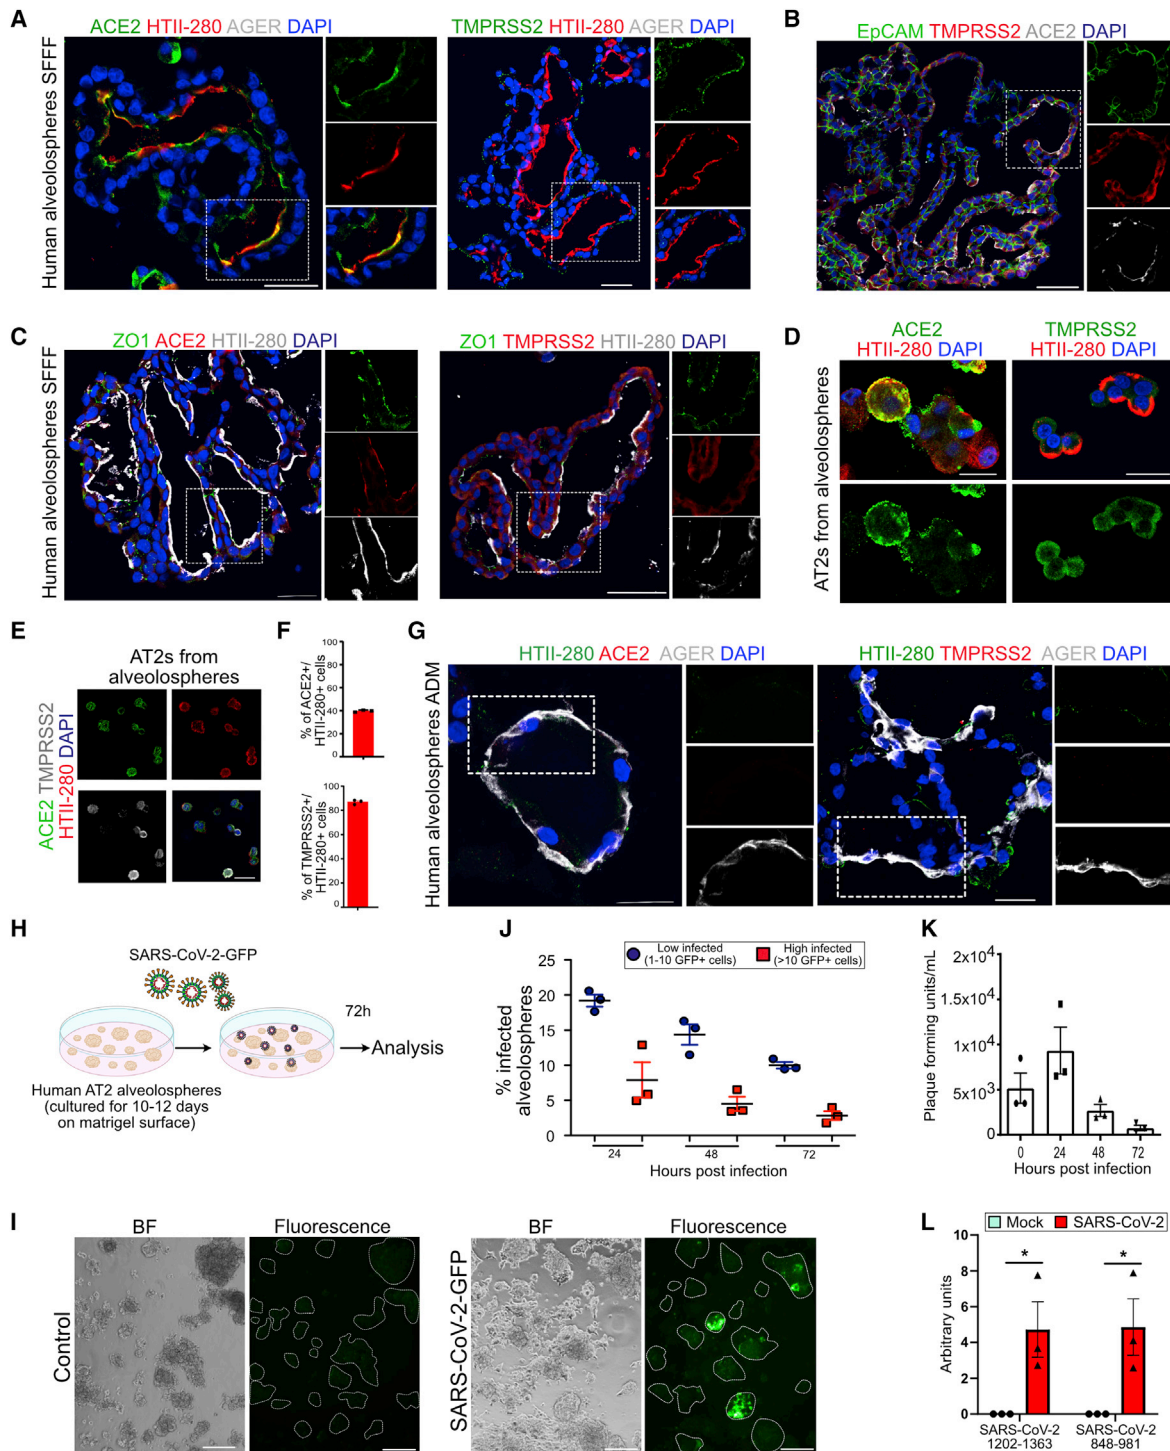 A
ACE2 HTII-280 AGER DAPI
TMPRSS2 HTII-280 AGER DAPI
Human alveolospheres SFFF
B
EpCAM TMPRSS2 ACE2 DAPI
C
ZO1 ACE2 HTII-280 DAPI
ZO1 TMPRSS2 HTII-280 DAPI
Human alveolospheres SFFF
D
ACE2
HTII-280 DAPI
TMPRSS2
HTII-280 DAPI
AT2s from alveolospheres
E
AT2s from
alveolospheres
ACE2 TMPRSS2
HTII-280 DAPI
F
% of ACE2+/
HTII-280+ cells
100
80
60
40
20
0
% of TMPRSS2+/
HTII-280+ cells
100
80
60
40
20
0
G
HTII-280 ACE2 AGER DAPI
HTII-280 TMPRSS2 AGER DAPI
Human alveolospheres ADM
H
SARS-CoV-2-GFP
72h
Analysis
Human AT2 alveolospheres
(cultured for 10-12 days
on matrigel surface)
J
Low infected
(1-10 GFP+ cells)
High infected
(>10 GFP+ cells)
% infected
alveolospheres
25
20
15
10
5
0
24
48
72
Hours post infection
K
Plaque forming units/mL
2x10⁴
1.5x10⁴
1x10⁴
5x10³
0
0
24
48
72
Hours post infection
I
BF
Fluorescence
BF
Fluorescence
Control
SARS-CoV-2-GFP
L
Mock
SARS-CoV-2
Arbitrary units
10
8
6
4
2
0
*
*
SARS-CoV-2
1202-1363
SARS-CoV-2
848-981